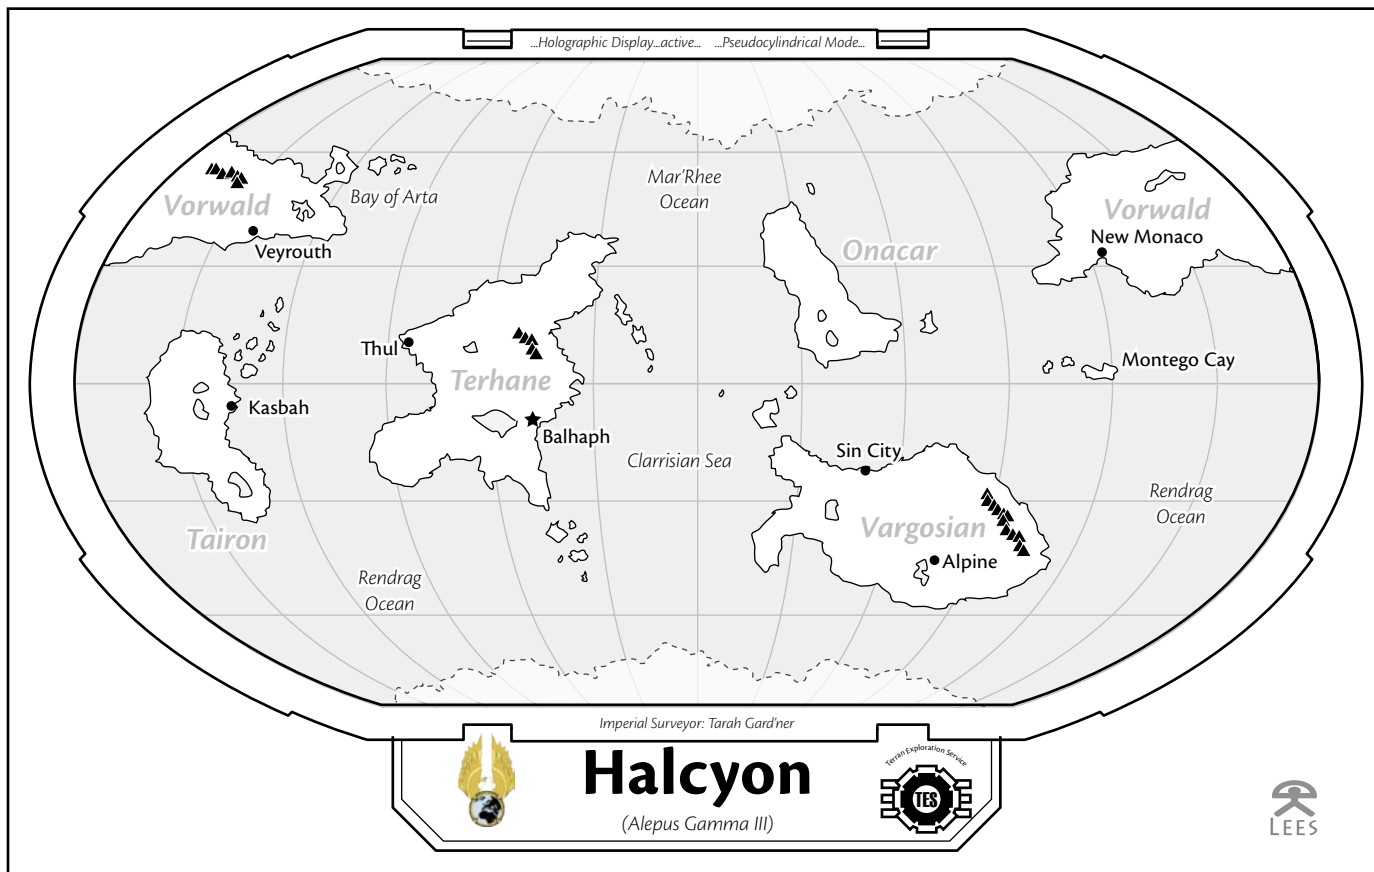 ...Holographic Display...active... ...Pseudocylindrical Mode...
Mar'Rhee
Ocean
Bay of Arta
Vorwald
Vorwald
Veyrouth
New Monaco
Onacar
Thul
Terhane
Montego Cay
Kasbah
Balhaph
Sin City
Clarrisian Sea
Rendrag
Ocean
Vargosian
Tairon
Alpine
Rendrag
Ocean
Imperial Surveyor: Tarah Gard'ner
Halcyon
(Alepus Gamma III)
Terran Exploration Service
TES
LEES